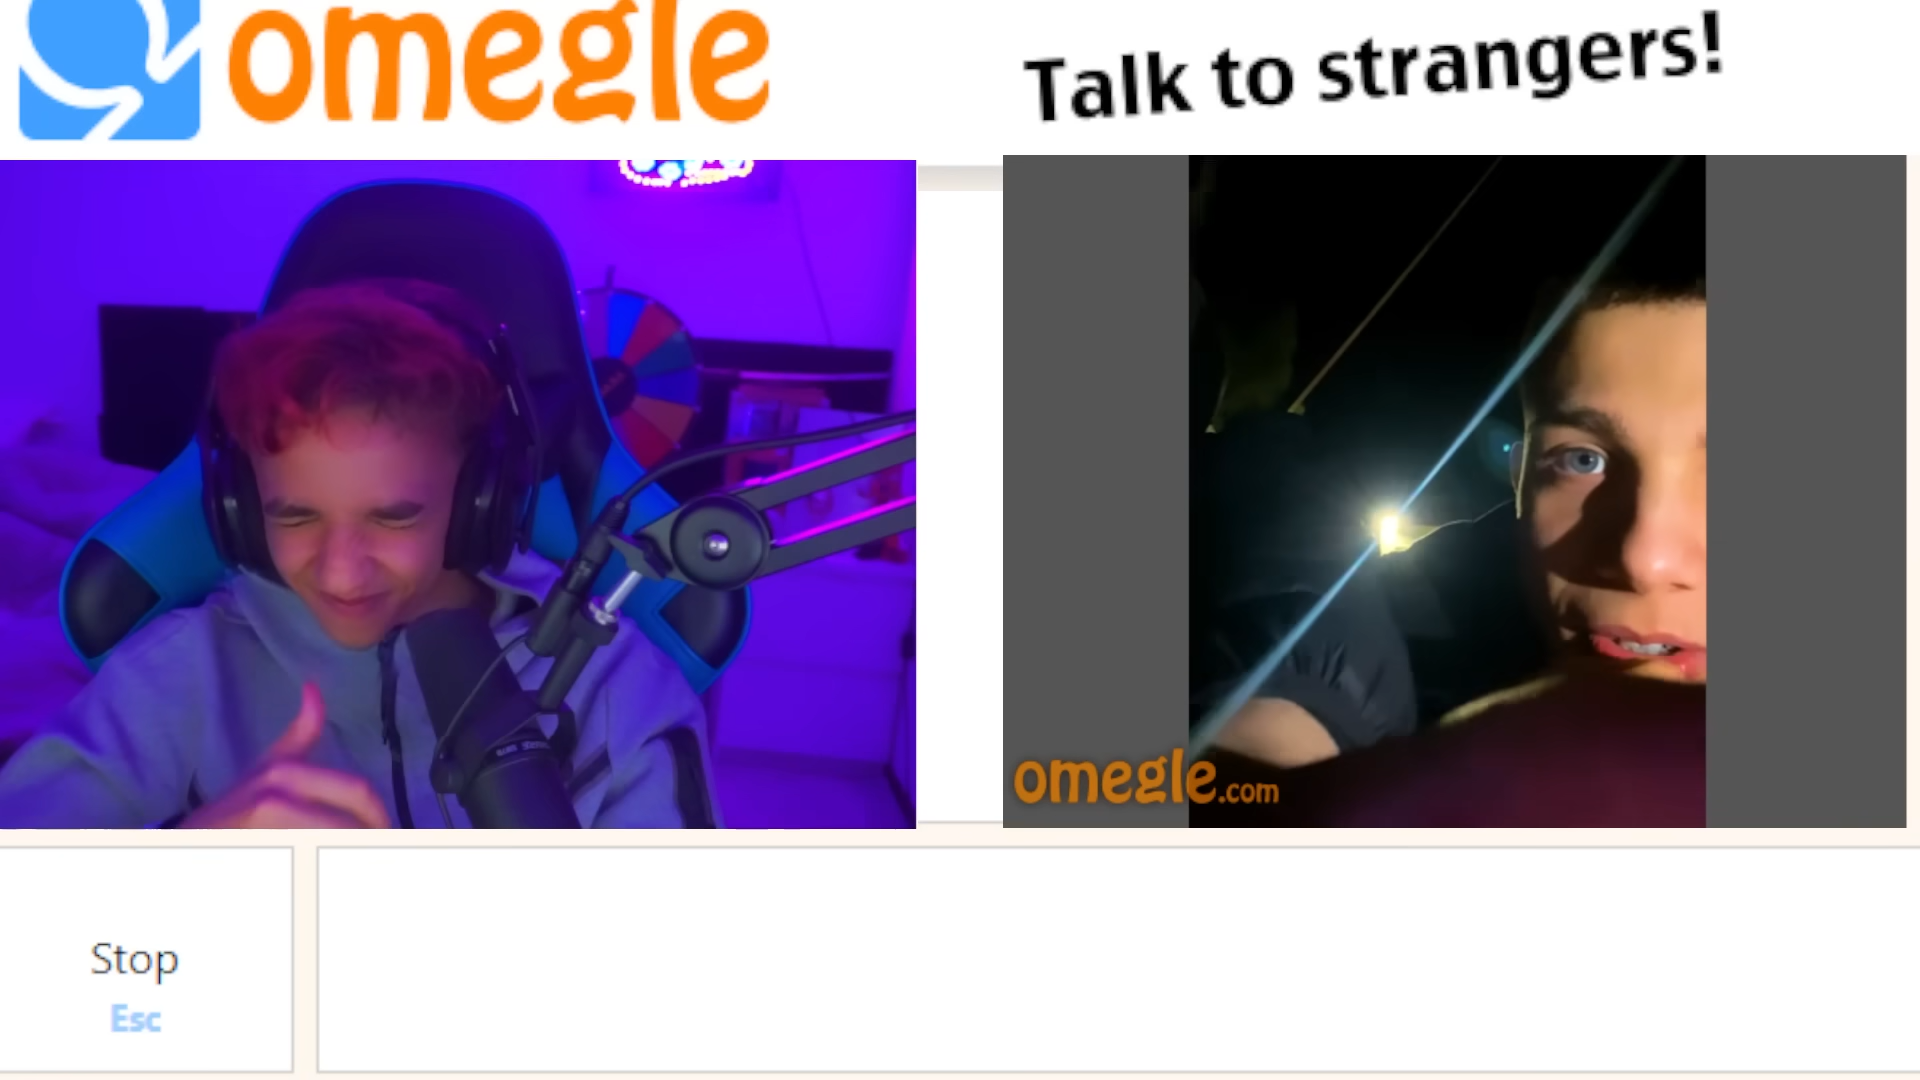 omegle
Talk to strangers!
omegle.com
Stop
Esc